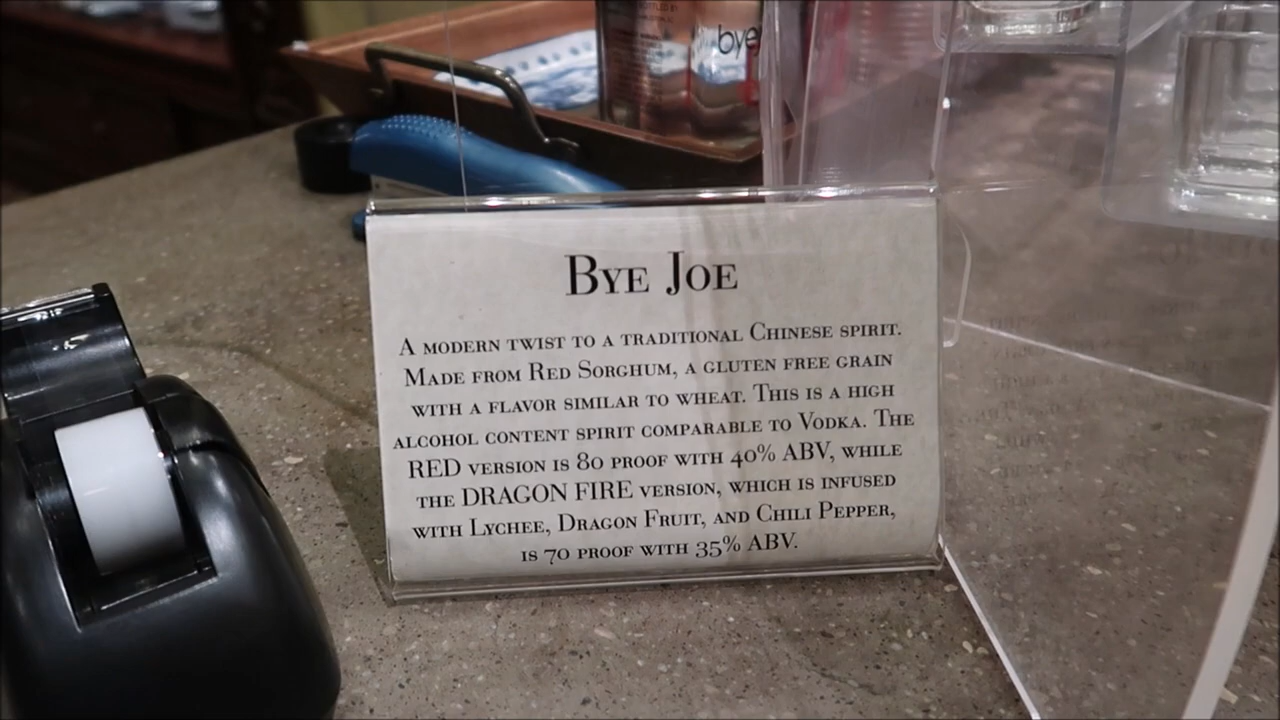 BOTTLED BY
bye
Bye Joe
A modern twist to a traditional Chinese spirit.
Made from Red Sorghum, a gluten free grain
with a flavor similar to wheat. This is a high
alcohol content spirit comparable to Vodka. The
RED version is 80 proof with 40% ABV, while
the DRAGON FIRE version, which is infused
with Lychee, Dragon Fruit, and Chili Pepper,
is 70 proof with 35% ABV.